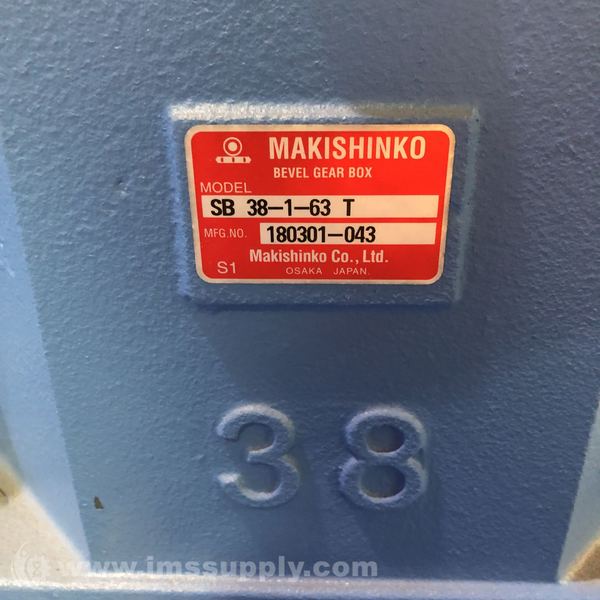 MAKISHINKO
BEVEL GEAR BOX
MODEL
SB 38-1-63 T
MFG.NO. 180301-043
Makishinko Co., Ltd.
S1 OSAKA JAPAN.
38
www.imssupply.com